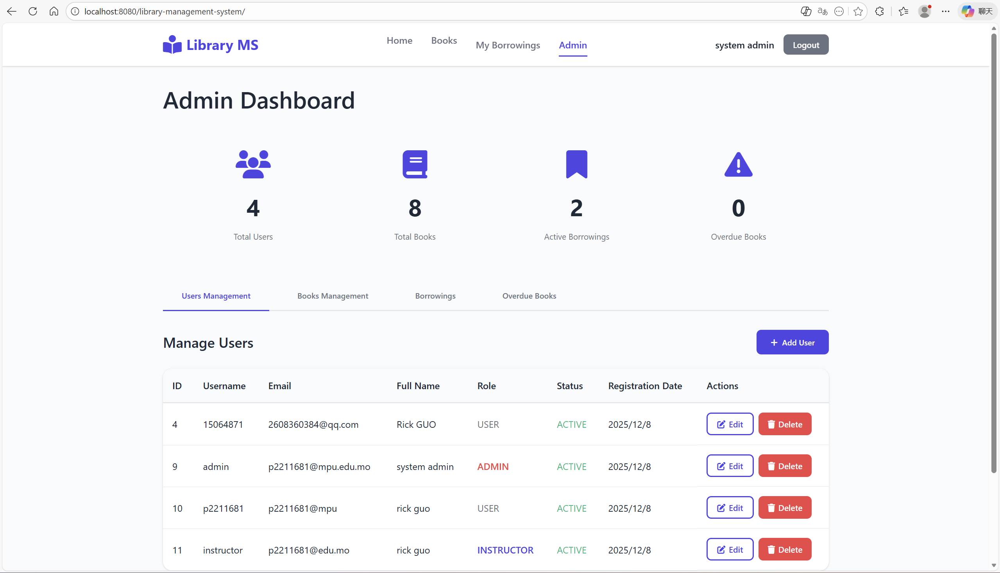 localhost:8080/library-management-system/
聊天
Library MS
Home Books My Borrowings Admin
system admin Logout
Admin Dashboard
4 8 2 0
Total Users Total Books Active Borrowings Overdue Books
Users Management Books Management Borrowings Overdue Books
Manage Users
+ Add User
ID Username Email Full Name Role Status Registration Date Actions
4 15064871 2608360384@qq.com Rick GUO USER ACTIVE 2025/12/8 Edit Delete
9 admin p2211681@mpu.edu.mo system admin ADMIN ACTIVE 2025/12/8 Edit Delete
10 p2211681 p2211681@mpu rick guo USER ACTIVE 2025/12/8 Edit Delete
11 instructor p2211681@edu.mo rick guo INSTRUCTOR ACTIVE 2025/12/8 Edit Delete